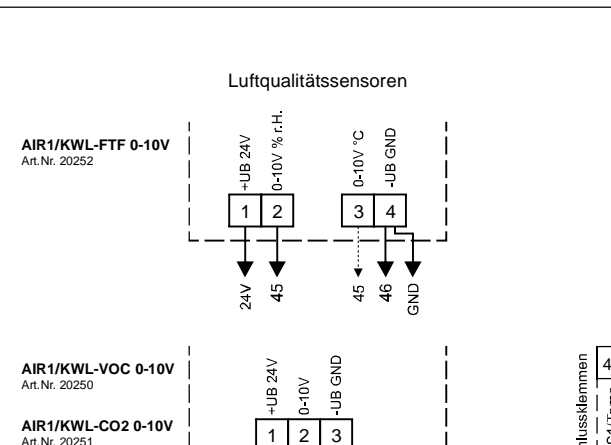 Luftqualitätssensoren
AIR1/KWL-FTF 0-10V
Art.Nr. 20252
+UB 24V
0-10V % r.H.
0-10V °C
-UB GND
1 2 3 4
24V
45
45
46
GND
AIR1/KWL-VOC 0-10V
Art.Nr. 20250
AIR1/KWL-CO2 0-10V
Art.Nr. 20251
+UB 24V
0-10V
-UB GND
1 2 3
4